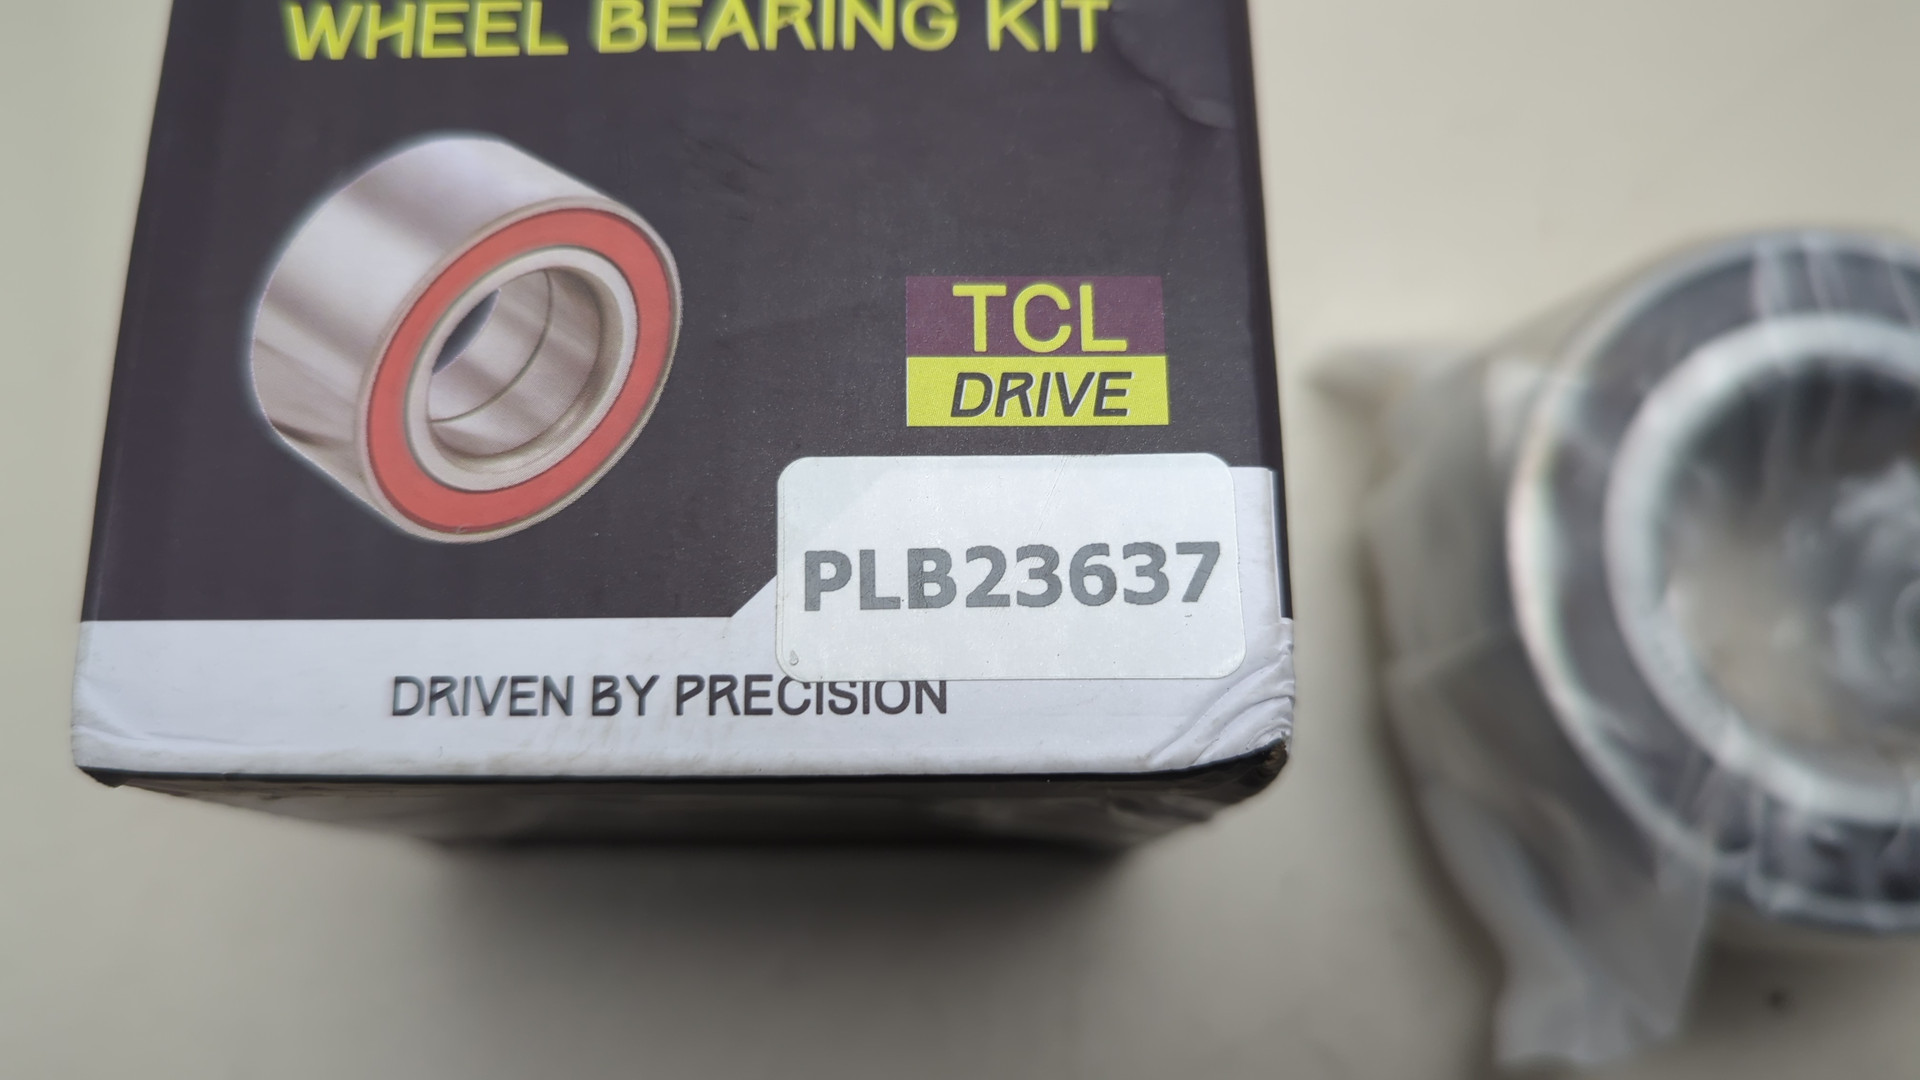 WHEEL BEARING KIT
TCL
DRIVE
PLB23637
DRIVEN BY PRECISION